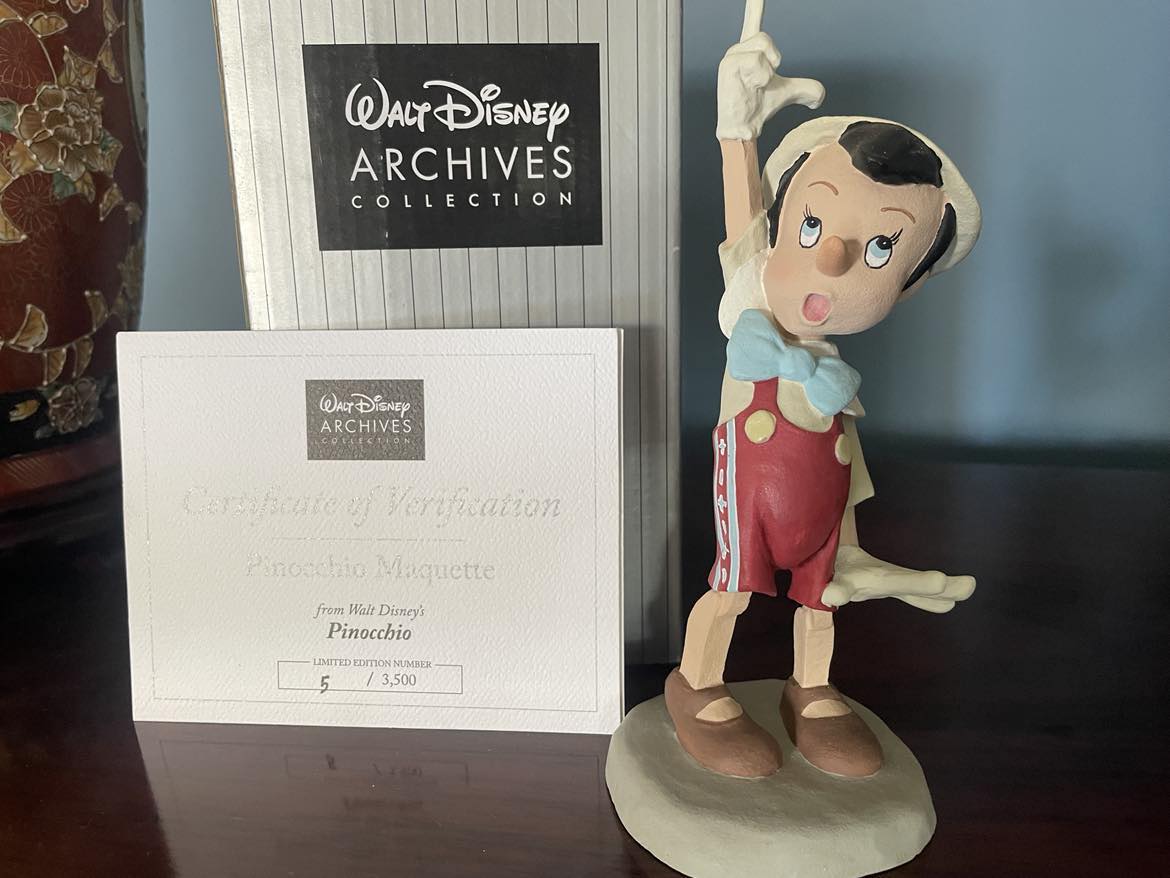 WALT DISNEY
ARCHIVES
COLLECTION
WALT DISNEY
ARCHIVES
COLLECTION
Certificate of Verification
Pinocchio Maquette
from Walt Disney's
Pinocchio
LIMITED EDITION NUMBER
5 / 3,500